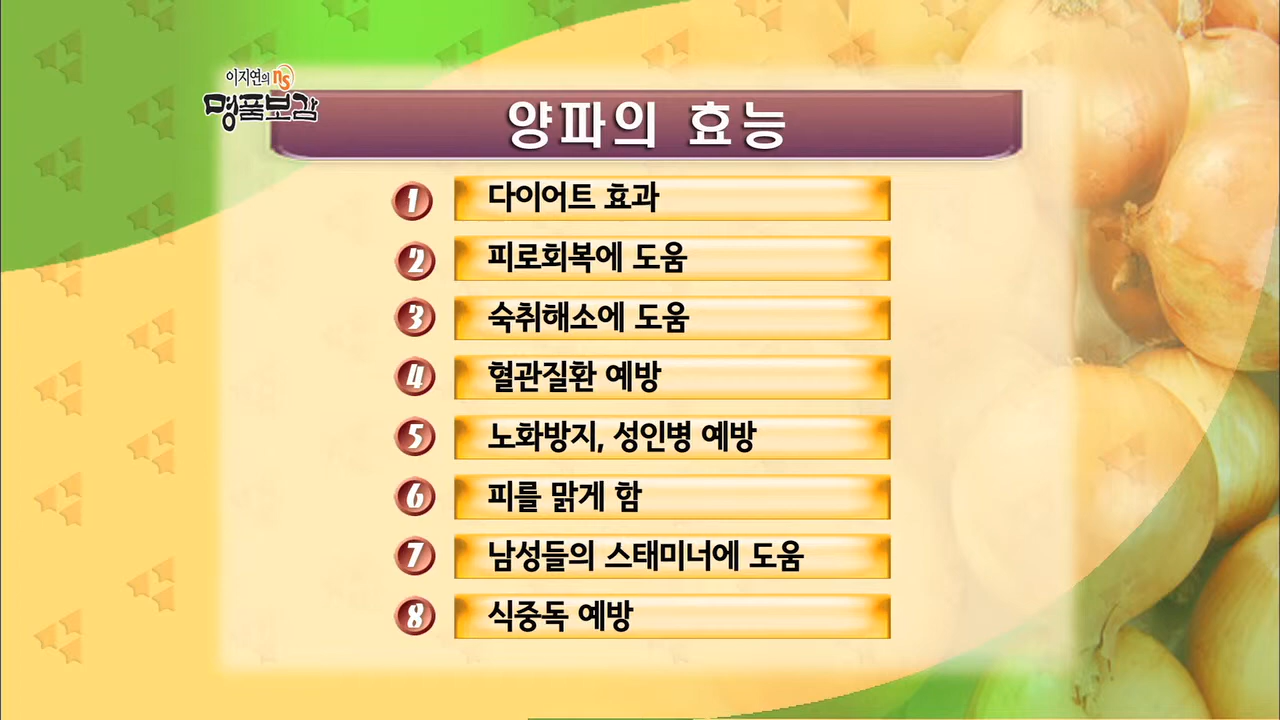 이지연의 ns
명품보감
양파의 효능
1 다이어트 효과
2 피로회복에 도움
3 숙취해소에 도움
4 혈관질환 예방
5 노화방지, 성인병 예방
6 피를 맑게 함
7 남성들의 스태미너에 도움
8 식중독 예방